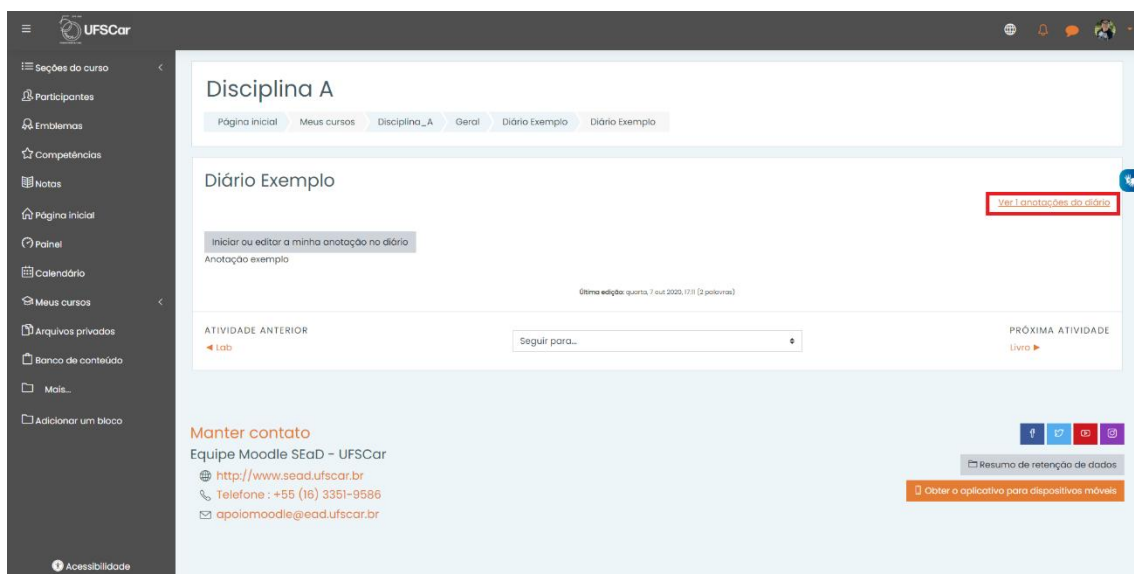 UFSCar
Seções do curso
Participantes
Emblemas
Competências
Notas
Página inicial
Painel
Calendário
Meus cursos
Arquivos privados
Banco de conteúdo
Mais...
Adicionar um bloco
Acessibilidade
Disciplina A
Página inicial Meus cursos Disciplina_A Geral Diário Exemplo Diário Exemplo
Diário Exemplo
Ver 1 anotações do diário
Iniciar ou editar a minha anotação no diário
Anotação exemplo
Última edição: quarta, 7 out 2020, 17:11 (2 palavras)
ATIVIDADE ANTERIOR
◄ Lab
Seguir para...
PRÓXIMA ATIVIDADE
Livro ►
Manter contato
Equipe Moodle SEaD - UFSCar
http://www.sead.ufscar.br
Telefone : +55 (16) 3351-9586
apoiomoodle@ead.ufscar.br
Resumo de retenção de dados
Obter o aplicativo para dispositivos móveis